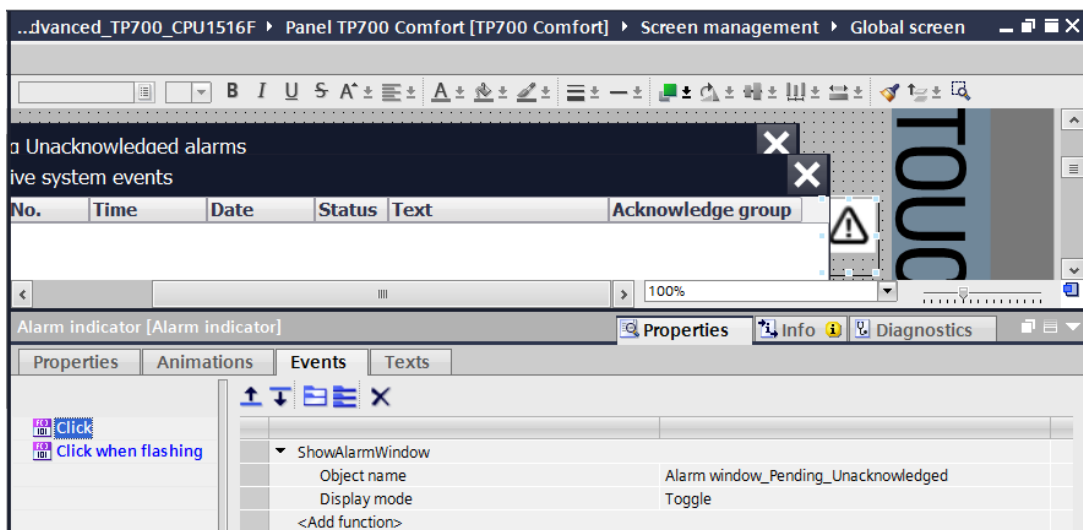 ...dvanced_TP700_CPU1516F ▸ Panel TP700 Comfort [TP700 Comfort] ▸ Screen management ▸ Global screen
B I U S A A
Unacknowledged alarms
ive system events
No. Time Date Status Text Acknowledge group
TOUC
100%
Alarm indicator [Alarm indicator]
Properties Info Diagnostics
Properties Animations Events Texts
Click
Click when flashing
ShowAlarmWindow
Object name Alarm window_Pending_Unacknowledged
Display mode Toggle
<Add function>